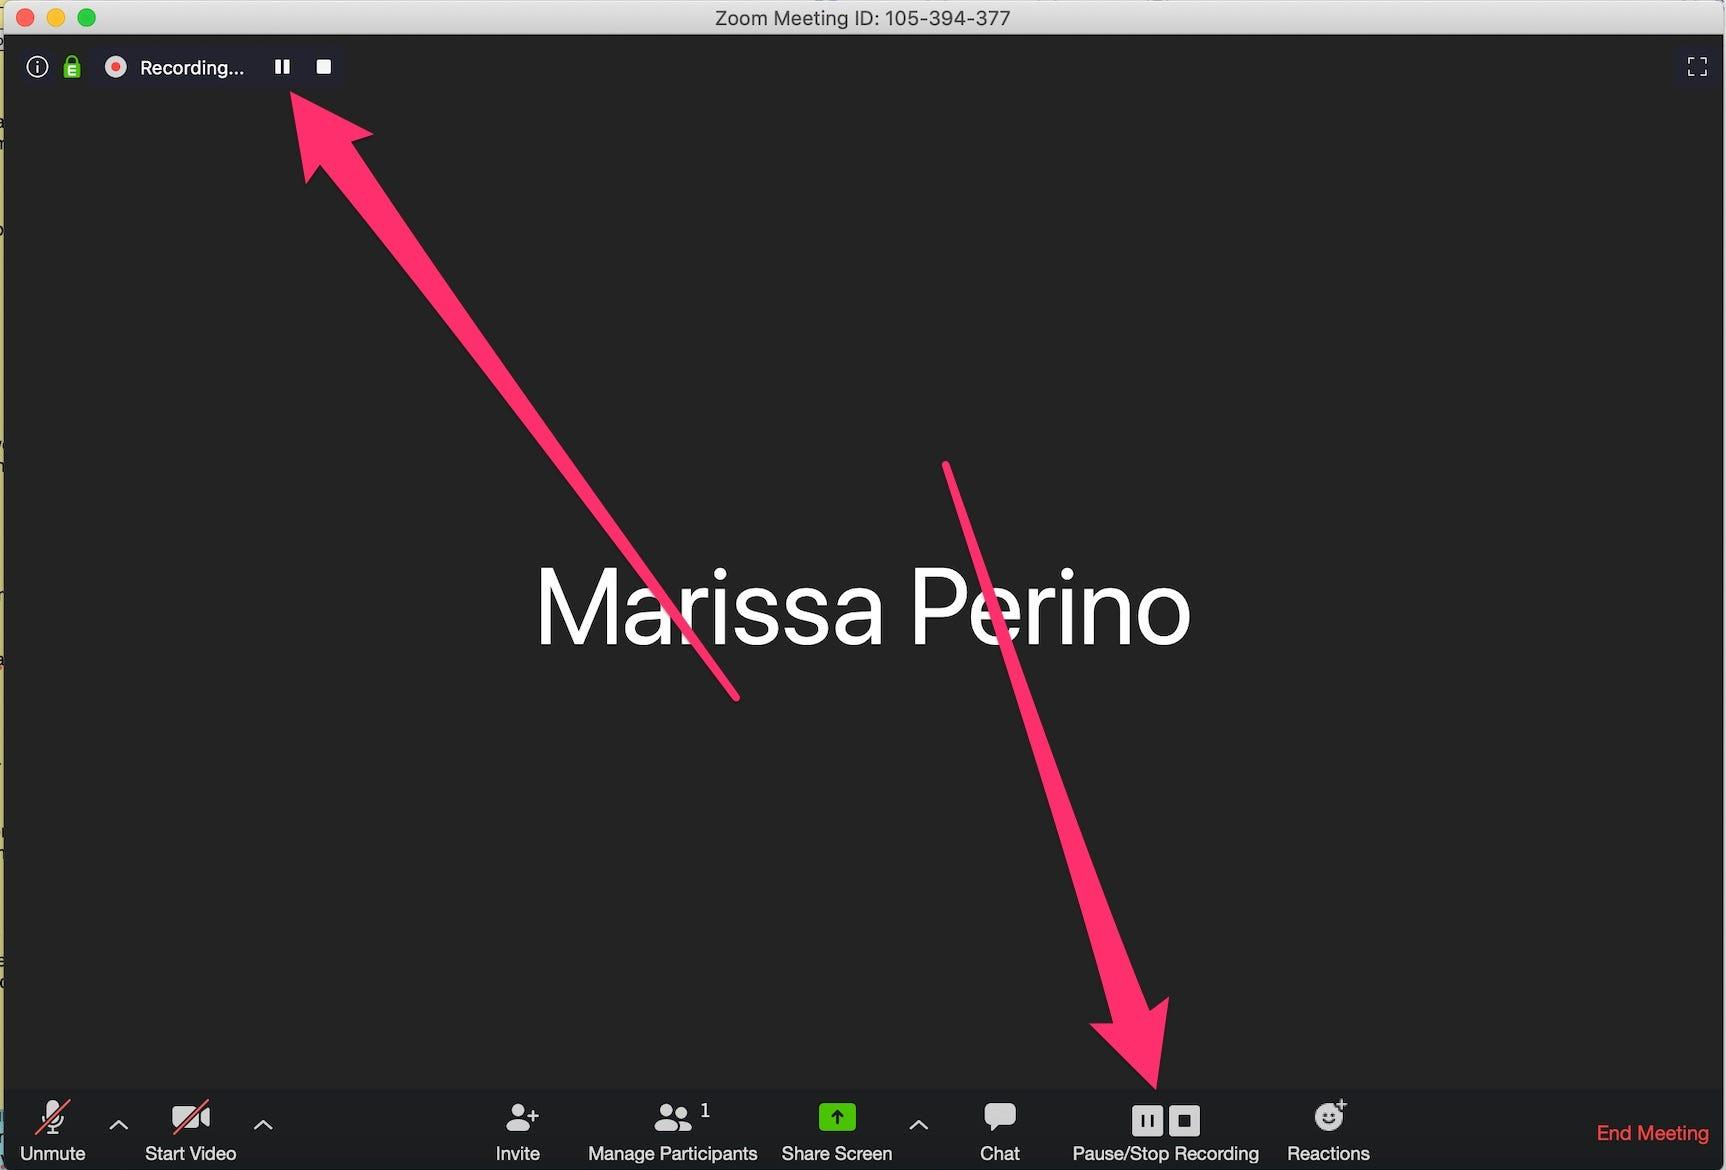 Zoom Meeting ID: 105-394-377
Recording...
Marissa Perino
1
Unmute
Start Video
Invite
Manage Participants
Share Screen
Chat
Pause/Stop Recording
Reactions
End Meeting